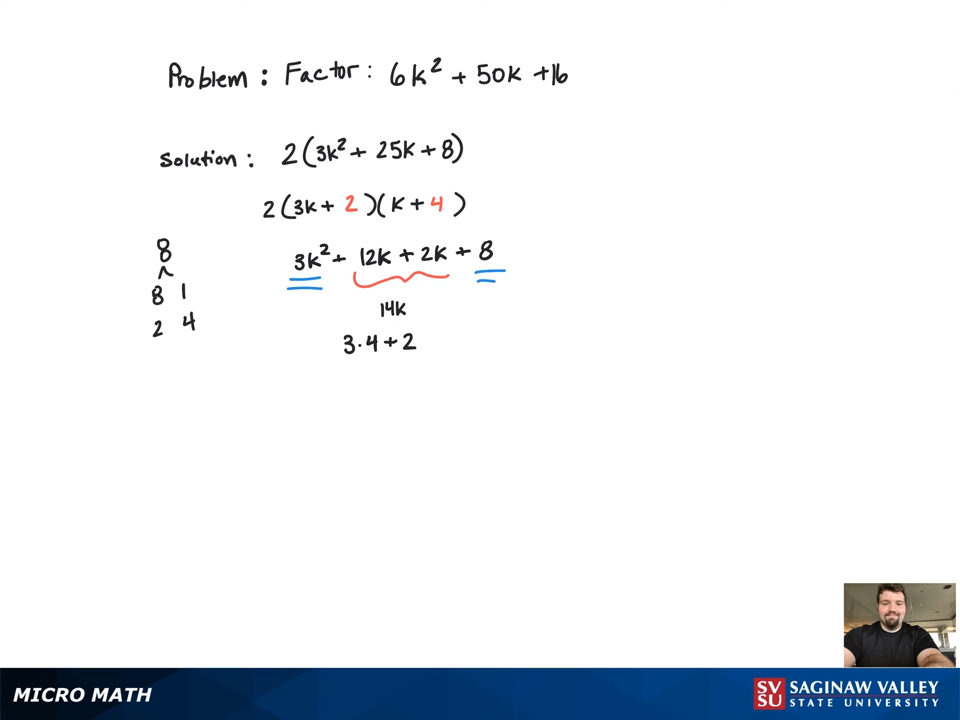 Problem: Factor: 6k² + 50k + 16
Solution: 2(3k² + 25k + 8)
2(3k + 2)(k + 4)
8
3k² + 12k + 2k + 8
8 1
14k
2 4
3·4 + 2
MICRO MATH
SV SU SAGINAW VALLEY
STATE UNIVERSITY